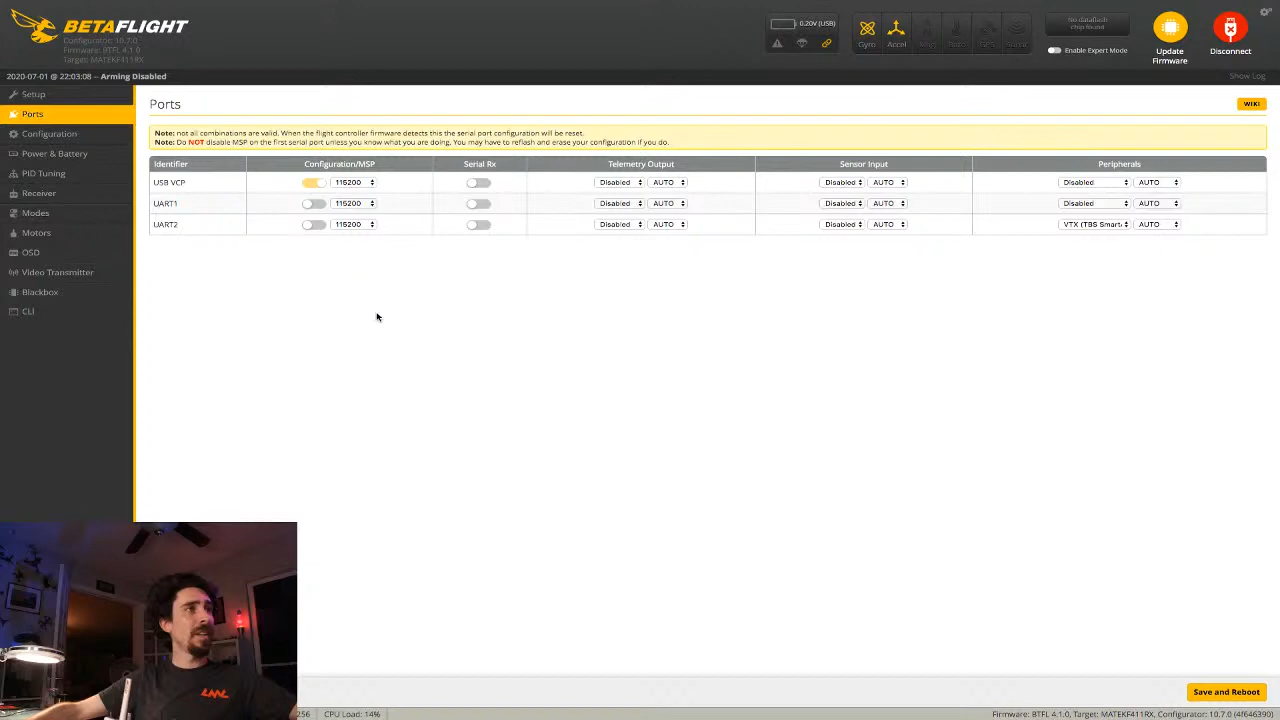 BETAFLIGHT
Configurator: 10.7.0
Firmware: BTFL 4.1.0
Target: MATEKF411RX
0.20V (USB)
Gyro
Accel
Mag
Baro
GPS
Sonar
No dataflash
chip found
Enable Expert Mode
Update
Firmware
Disconnect
2020-07-01 @ 22:03:08 -- Arming Disabled
Show Log
Setup
Ports
Configuration
Power & Battery
PID Tuning
Receiver
Modes
Motors
OSD
Video Transmitter
Blackbox
CLI
Ports
WIKI
Note: not all combinations are valid. When the flight controller firmware detects this the serial port configuration will be reset.
Note: Do NOT disable MSP on the first serial port unless you know what you are doing. You may have to reflash and erase your configuration if you do.
Identifier Configuration/MSP Serial Rx Telemetry Output Sensor Input Peripherals
USB VCP 115200 Disabled AUTO Disabled AUTO Disabled AUTO
UART1 115200 Disabled AUTO Disabled AUTO Disabled AUTO
UART2 115200 Disabled AUTO Disabled AUTO VTX (TBS Smart AUTO
Save and Reboot
256 CPU Load: 14%
Firmware: BTFL 4.1.0, Target: MATEKF411RX, Configurator: 10.7.0 (4f646390)